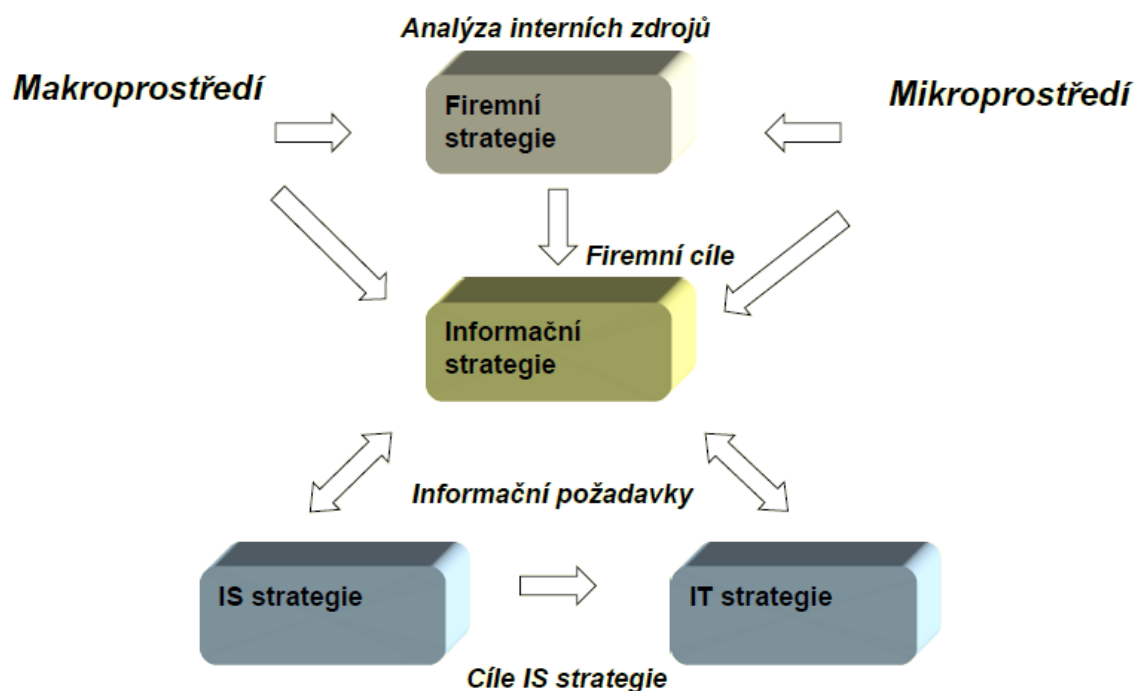 Analýza interních zdrojů
Makroprostředí
Mikroprostředí
Firemní
strategie
Firemní cíle
Informační
strategie
Informační požadavky
IS strategie
IT strategie
Cíle IS strategie